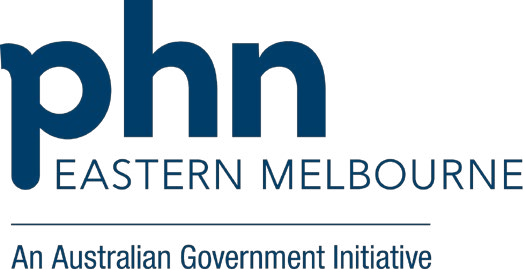 phn
EASTERN MELBOURNE
An Australian Government Initiative